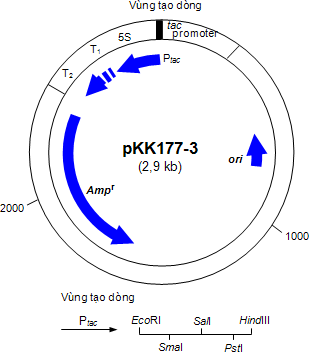 Vùng tạo dòng
tac
promoter
5S
T1
T2
Ptac
pKK177-3
(2,9 kb)
ori
Ampr
2000
1000
Vùng tạo dòng
Ptac
EcoRI
SalI
HindIII
SmaI
PstI